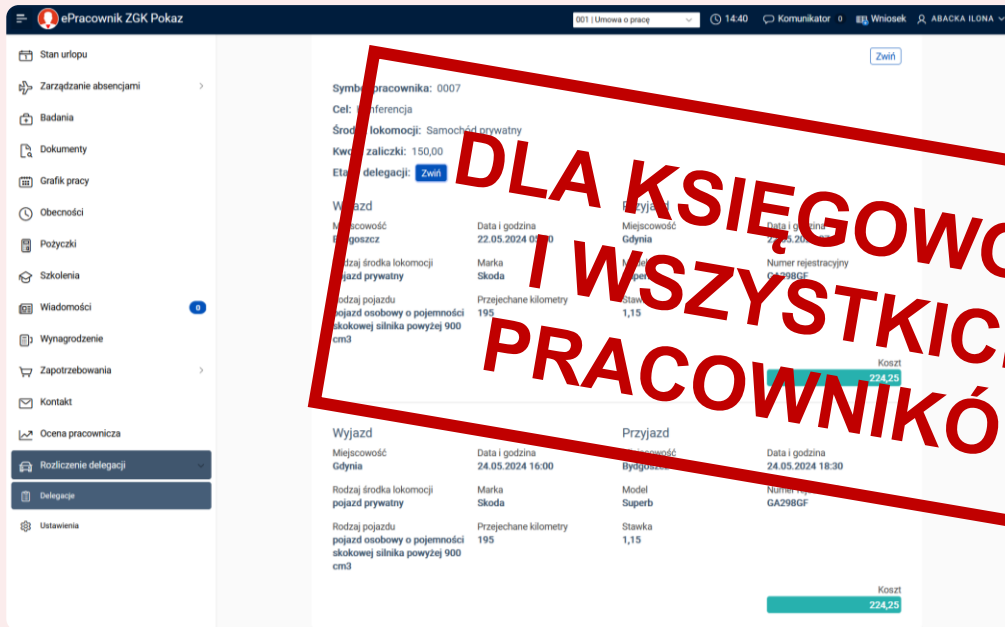 ePracownik ZGK Pokaz
001 | Umowa o pracę
14:40
Komunikator 0
Wniosek
ABACKA ILONA
Stan urlopu
Zarządzanie absencjami
Badania
Dokumenty
Grafik pracy
Obecności
Pożyczki
Szkolenia
Wiadomości 0
Wynagrodzenie
Zapotrzebowania
Kontakt
Ocena pracownicza
Rozliczenie delegacji
Delegacje
Ustawienia
Zwiń
pracownika: 0007
Cel:
lokomocji: Samochód prywatny
zaliczki: 150,00
delegacji: Zwiń
DLA KSIĘGOWO
I WSZYSTKICH
PRACOWNIKÓ
Data i godzina
22.05.2024
Miejscowość
Gdynia
środka lokomocji
pojazd prywatny
Marka
Skoda
Numer rejestracyjny
pojazdu
pojazd osobowy o pojemności
skokowej silnika powyżej 900
cm3
Przejechane kilometry
195
1,15
Koszt
224,25
Wyjazd
Przyjazd
Miejscowość
Gdynia
Data i godzina
24.05.2024 16:00
Data i godzina
24.05.2024 18:30
Rodzaj środka lokomocji
pojazd prywatny
Marka
Skoda
Model
Superb
GA298GF
Rodzaj pojazdu
pojazd osobowy o pojemności
skokowej silnika powyżej 900
cm3
Przejechane kilometry
195
Stawka
1,15
Koszt
224,25